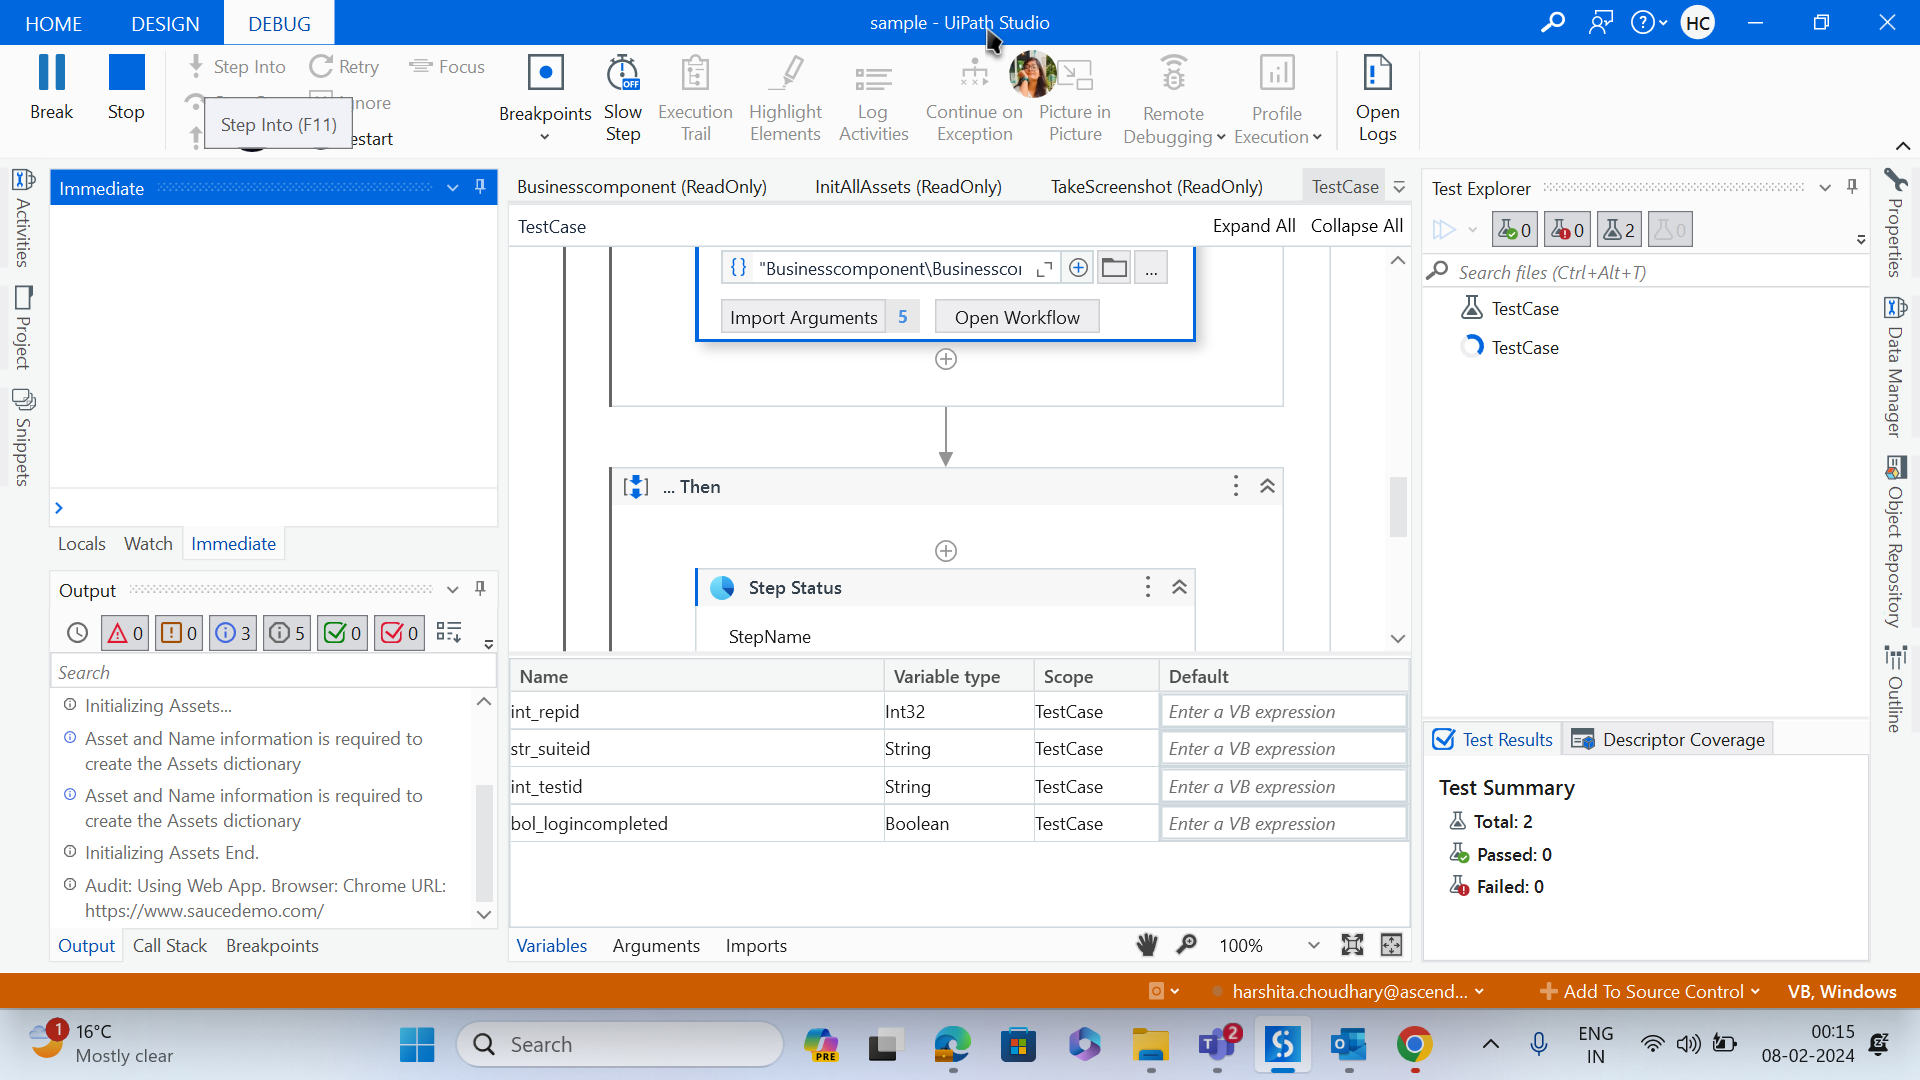 HOME
DESIGN
DEBUG
sample - UiPath Studio
HC
Break
Stop
Step Into
Retry
Focus
Step Into (F11)
Breakpoints
Slow
Step
OFF
Execution
Trail
Highlight
Elements
Log
Activities
Continue on
Exception
Picture in
Picture
Remote
Debugging
Profile
Execution
Open
Logs
Activities
Project
Snippets
Immediate
Locals
Watch
Immediate
Output
0
0
3
5
0
0
Search
Initializing Assets...
Asset and Name information is required to
create the Assets dictionary
Asset and Name information is required to
create the Assets dictionary
Initializing Assets End.
Audit: Using Web App. Browser: Chrome URL:
https://www.saucedemo.com/
Output
Call Stack
Breakpoints
Businesscomponent (ReadOnly)
InitAllAssets (ReadOnly)
TakeScreenshot (ReadOnly)
TestCase
TestCase
Expand All
Collapse All
"Businesscomponent\Businesscor
...
Import Arguments
5
Open Workflow
... Then
Step Status
StepName
Name
Variable type
Scope
Default
int_repid
Int32
TestCase
Enter a VB expression
str_suiteid
String
TestCase
Enter a VB expression
int_testid
String
TestCase
Enter a VB expression
bol_logincompleted
Boolean
TestCase
Enter a VB expression
Variables
Arguments
Imports
100%
Test Explorer
0
0
2
0
Search files (Ctrl+Alt+T)
TestCase
TestCase
Test Results
Descriptor Coverage
Test Summary
Total: 2
Passed: 0
Failed: 0
Properties
Data Manager
Object Repository
Outline
harshita.choudhary@ascend...
Add To Source Control
VB, Windows
1
16°C
Mostly clear
Search
PRE
2
ENG
IN
00:15
08-02-2024